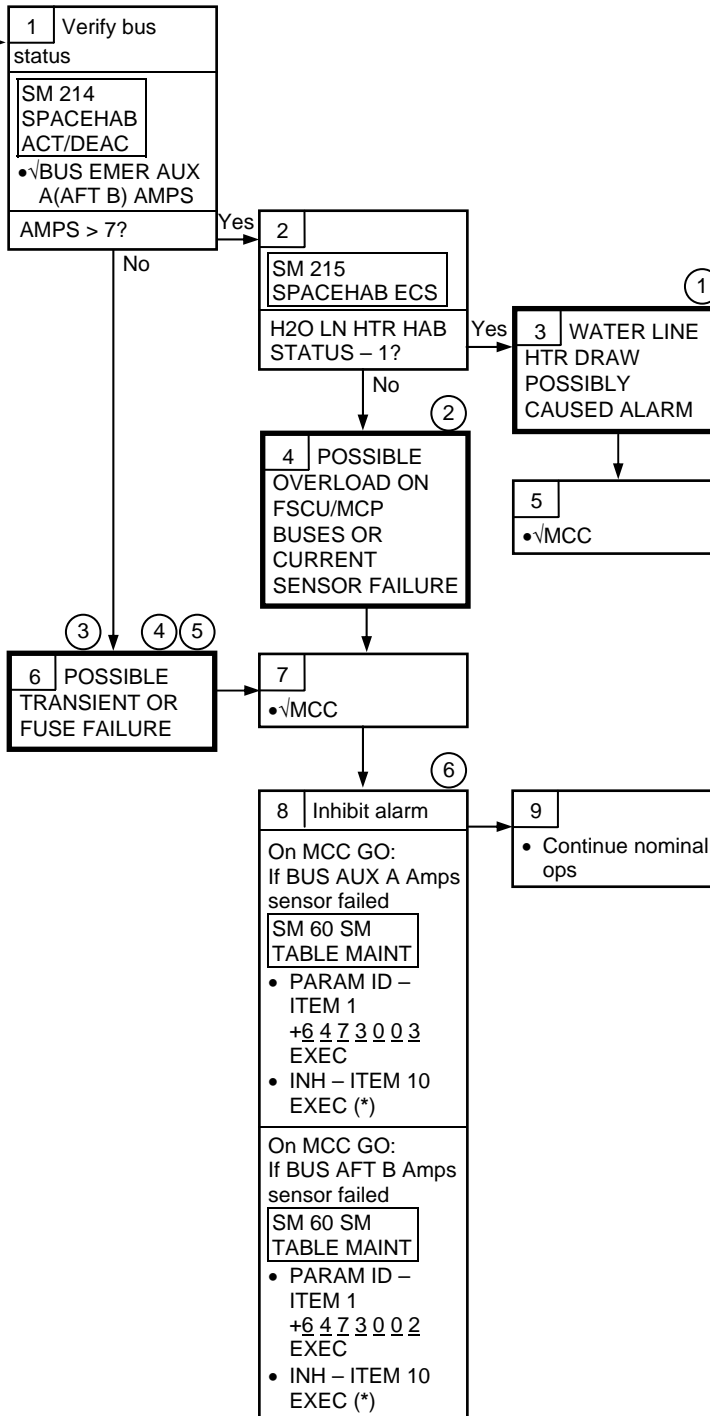 1 Verify bus
status
SM 214
SPACEHAB
ACT/DEAC
•√BUS EMER AUX
A(AFT B) AMPS
AMPS > 7?
Yes
No
2
SM 215
SPACEHAB ECS
H2O LN HTR HAB
STATUS – 1?
Yes
No
1
3 WATER LINE
HTR DRAW
POSSIBLY
CAUSED ALARM
2
4 POSSIBLE
OVERLOAD ON
FSCU/MCP
BUSES OR
CURRENT
SENSOR FAILURE
5
•√MCC
3 4 5
6 POSSIBLE
TRANSIENT OR
FUSE FAILURE
7
•√MCC
6
8 Inhibit alarm
On MCC GO:
If BUS AUX A Amps
sensor failed
SM 60 SM
TABLE MAINT
• PARAM ID –
ITEM 1
+6 4 7 3 0 0 3
EXEC
• INH – ITEM 10
EXEC (*)
On MCC GO:
If BUS AFT B Amps
sensor failed
SM 60 SM
TABLE MAINT
• PARAM ID –
ITEM 1
+6 4 7 3 0 0 2
EXEC
• INH – ITEM 10
EXEC (*)
9
• Continue nominal
ops